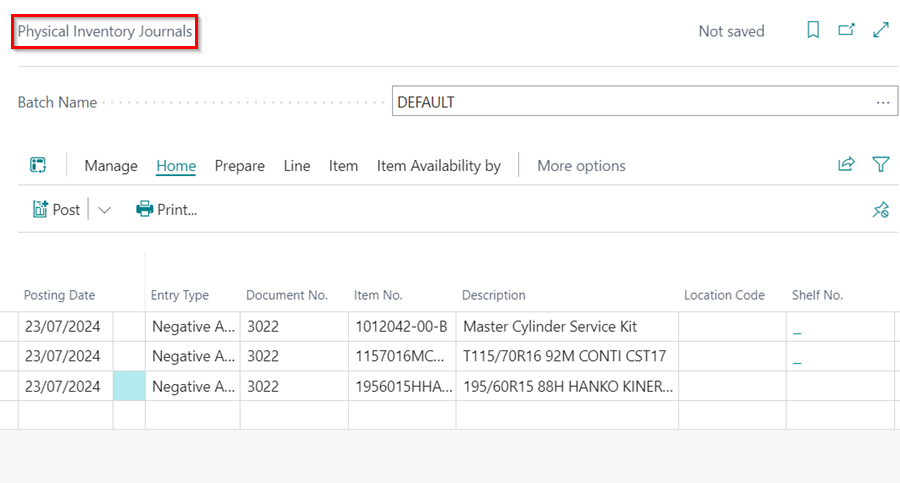 Physical Inventory Journals Not saved
Batch Name DEFAULT ...
Manage Home Prepare Line Item Item Availability by More options
Post Print...
Posting Date Entry Type Document No. Item No. Description Location Code Shelf No.
23/07/2024 Negative A... 3022 1012042-00-B Master Cylinder Service Kit _
23/07/2024 Negative A... 3022 1157016MC... T115/70R16 92M CONTI CST17 _
23/07/2024 Negative A... 3022 1956015HHA... 195/60R15 88H HANKO KINER...